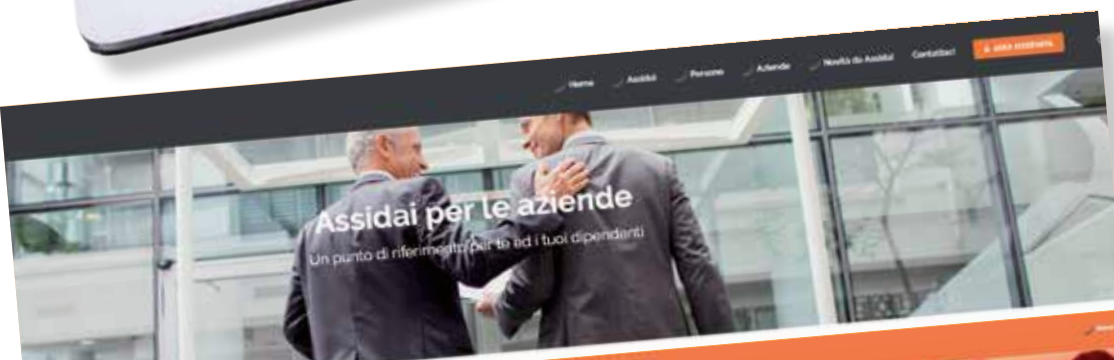 Home Assidai Persone Aziende Novità da Assidai Contattaci
Assidai per le aziende
Un punto di riferimento per te ed i tuoi dipendenti